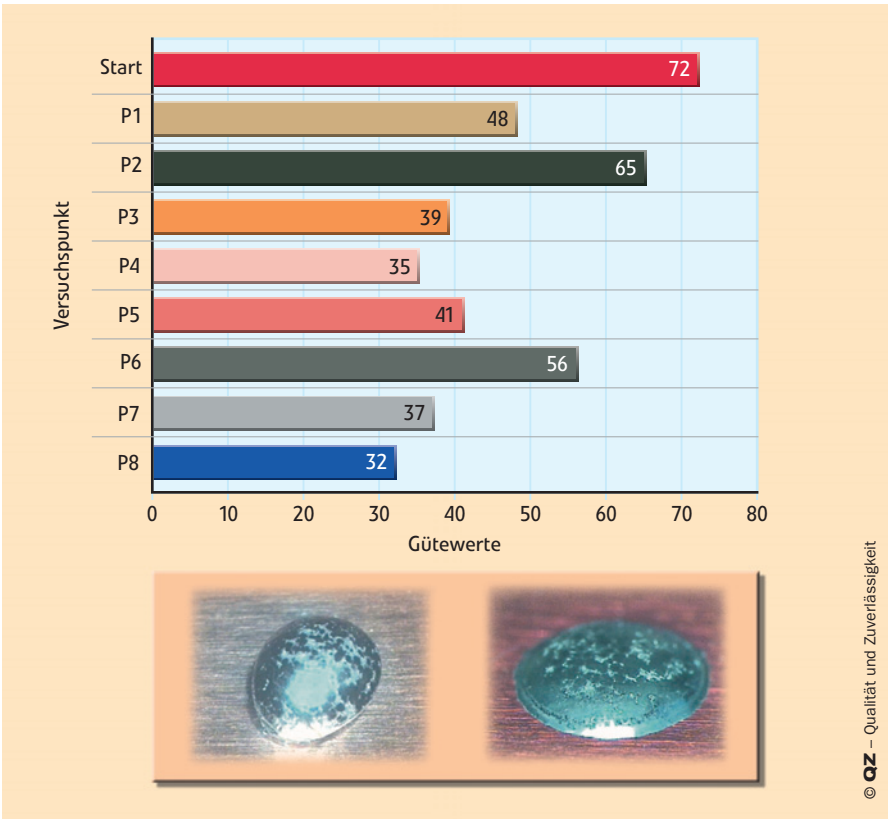 Versuchspunkt
Start 72
P1 48
P2 65
P3 39
P4 35
P5 41
P6 56
P7 37
P8 32
0 10 20 30 40 50 60 70 80
Gütewerte
© QZ – Qualität und Zuverlässigkeit